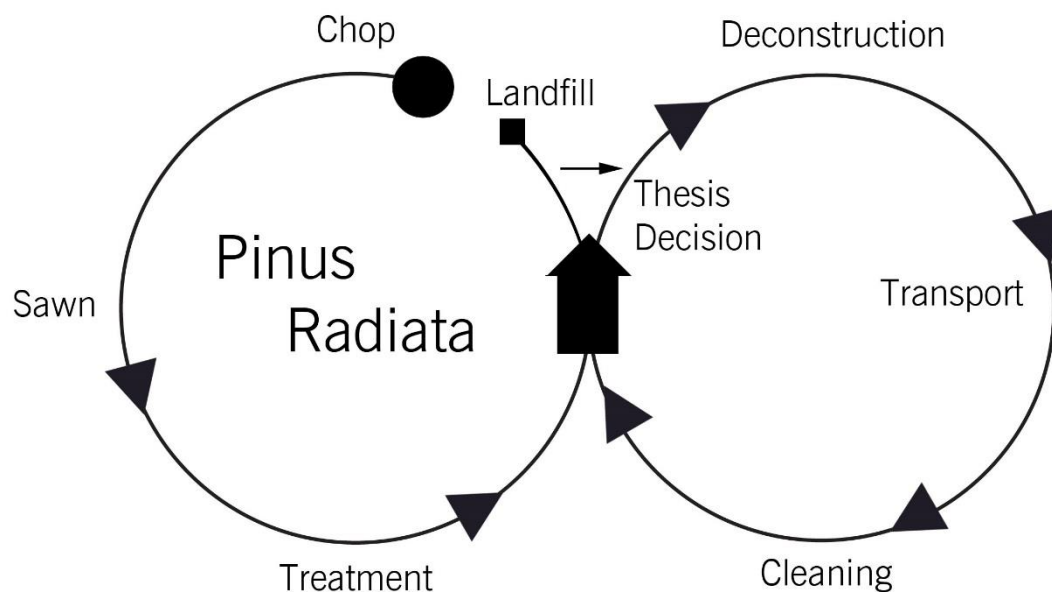 Chop
Deconstruction
Landfill
Thesis
Decision
Pinus
Radiata
Sawn
Transport
Treatment
Cleaning